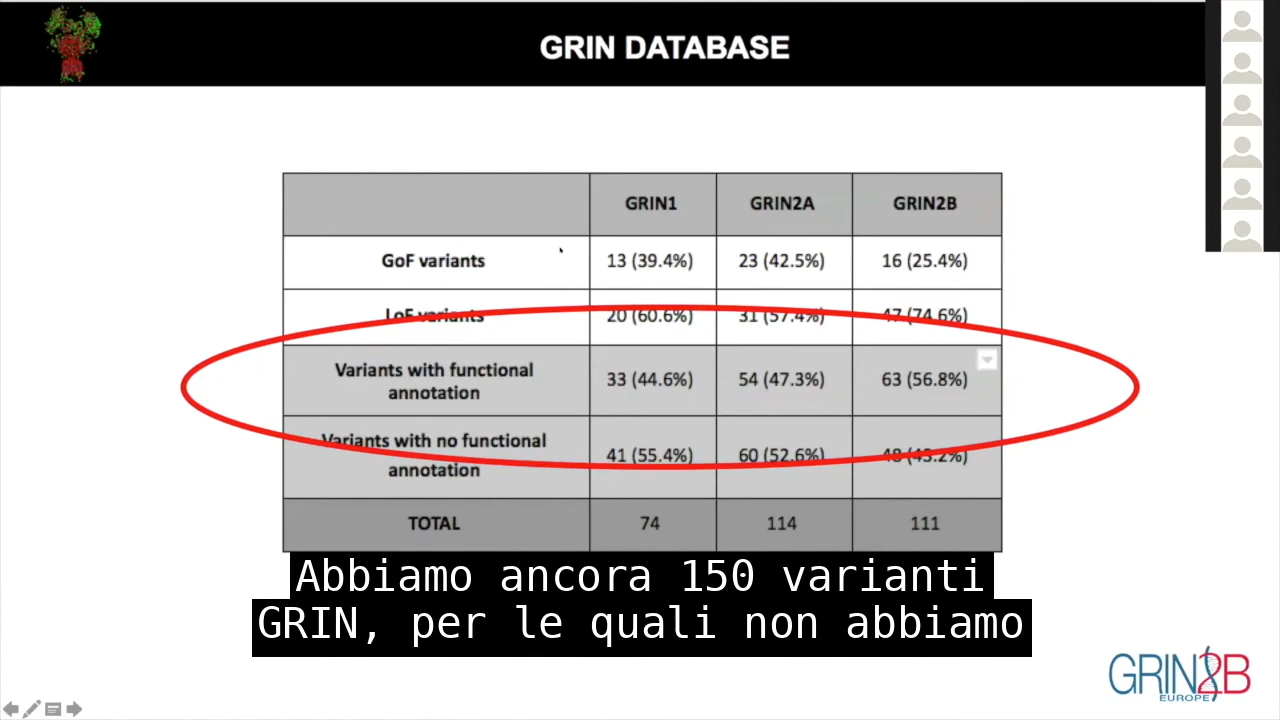 GRIN DATABASE
GRIN1 GRIN2A GRIN2B
GoF variants 13 (39.4%) 23 (42.5%) 16 (25.4%)
LoF variants 20 (60.6%) 31 (57.4%) 47 (74.6%)
Variants with functional
annotation 33 (44.6%) 54 (47.3%) 63 (56.8%)
Variants with no functional
annotation 41 (55.4%) 60 (52.6%) 48 (43.2%)
TOTAL 74 114 111
Abbiamo ancora 150 varianti
GRIN, per le quali non abbiamo
GRIN2B
EUROPE